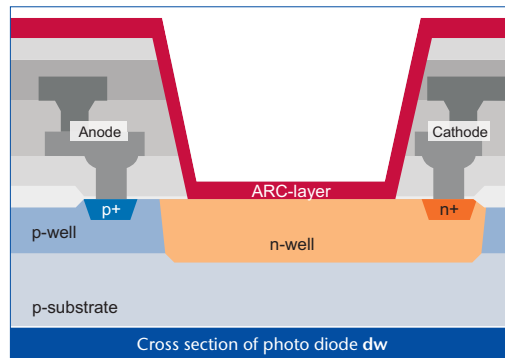 Anode
Cathode
ARC-layer
p+
n+
p-well
n-well
p-substrate
Cross section of photo diode dw